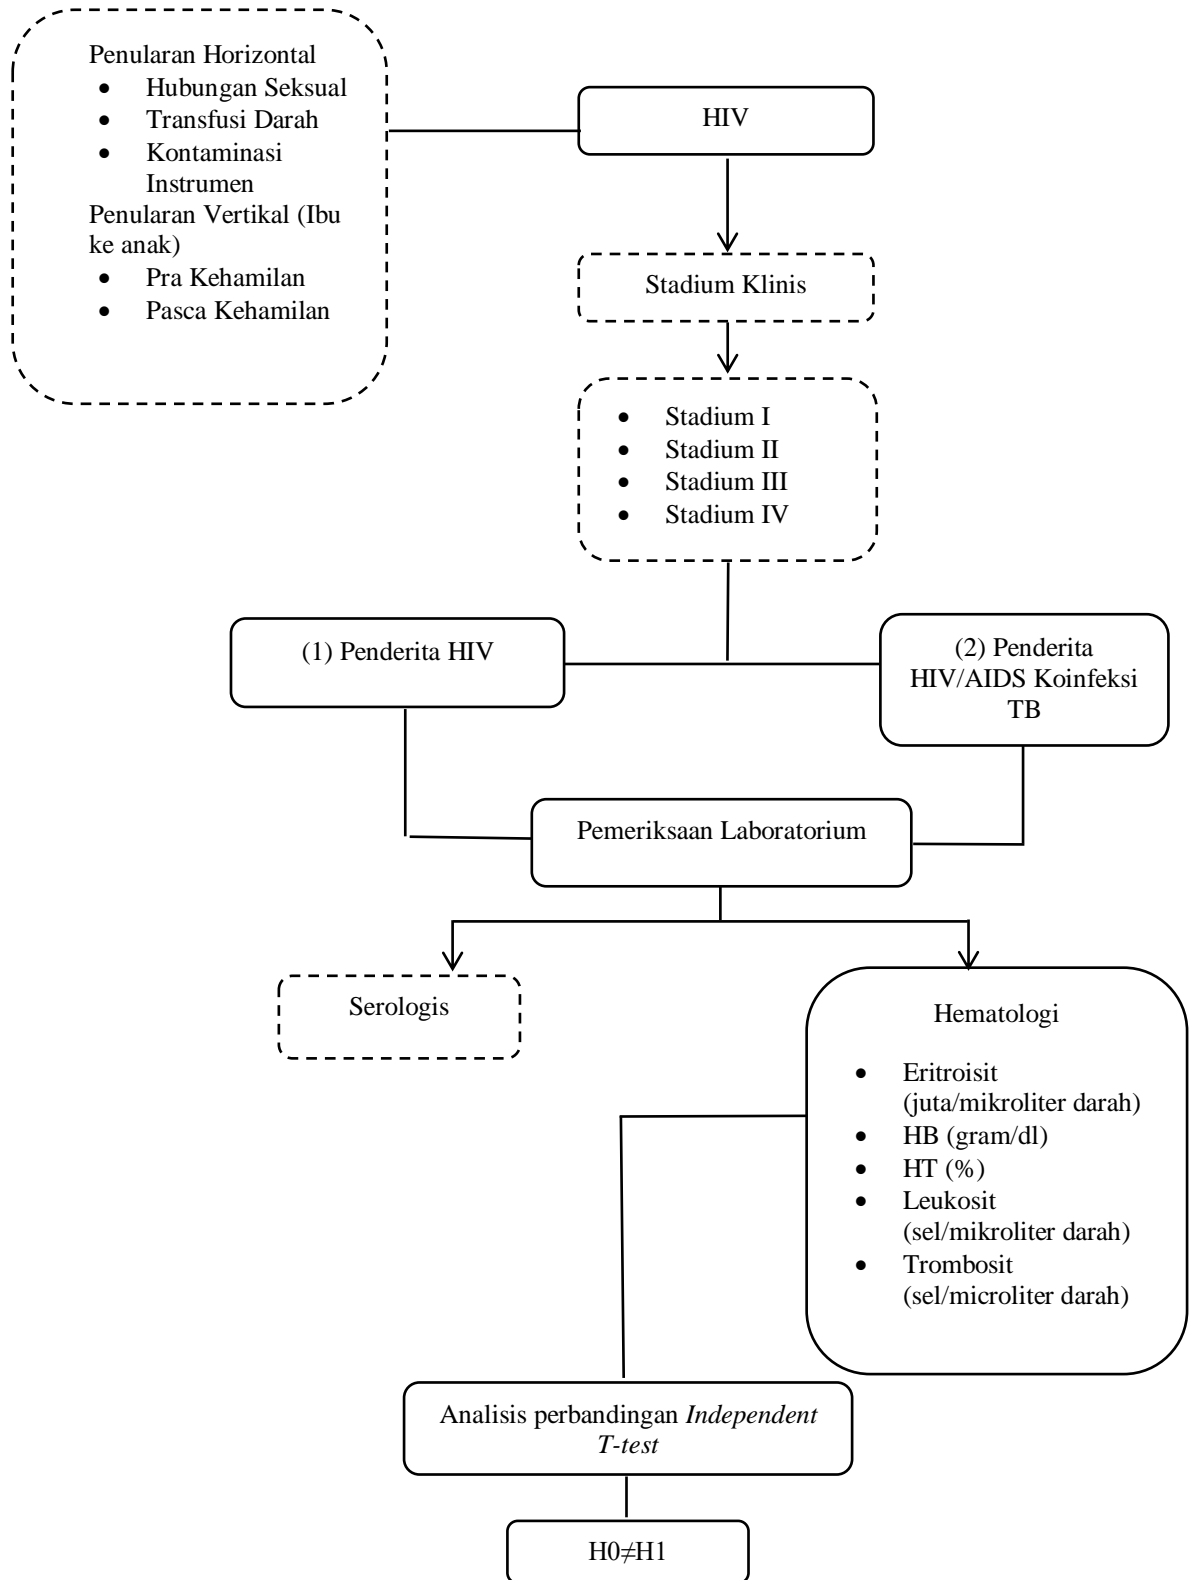 Penularan Horizontal
• Hubungan Seksual
• Transfusi Darah
• Kontaminasi
Instrumen
Penularan Vertikal (Ibu
ke anak)
• Pra Kehamilan
• Pasca Kehamilan
HIV
Stadium Klinis
• Stadium I
• Stadium II
• Stadium III
• Stadium IV
(1) Penderita HIV
(2) Penderita
HIV/AIDS Koinfeksi
TB
Pemeriksaan Laboratorium
Serologis
Hematologi
• Eritroisit
(juta/mikroliter darah)
• HB (gram/dl)
• HT (%)
• Leukosit
(sel/mikroliter darah)
• Trombosit
(sel/microliter darah)
Analisis perbandingan Independent
T-test
H0≠H1